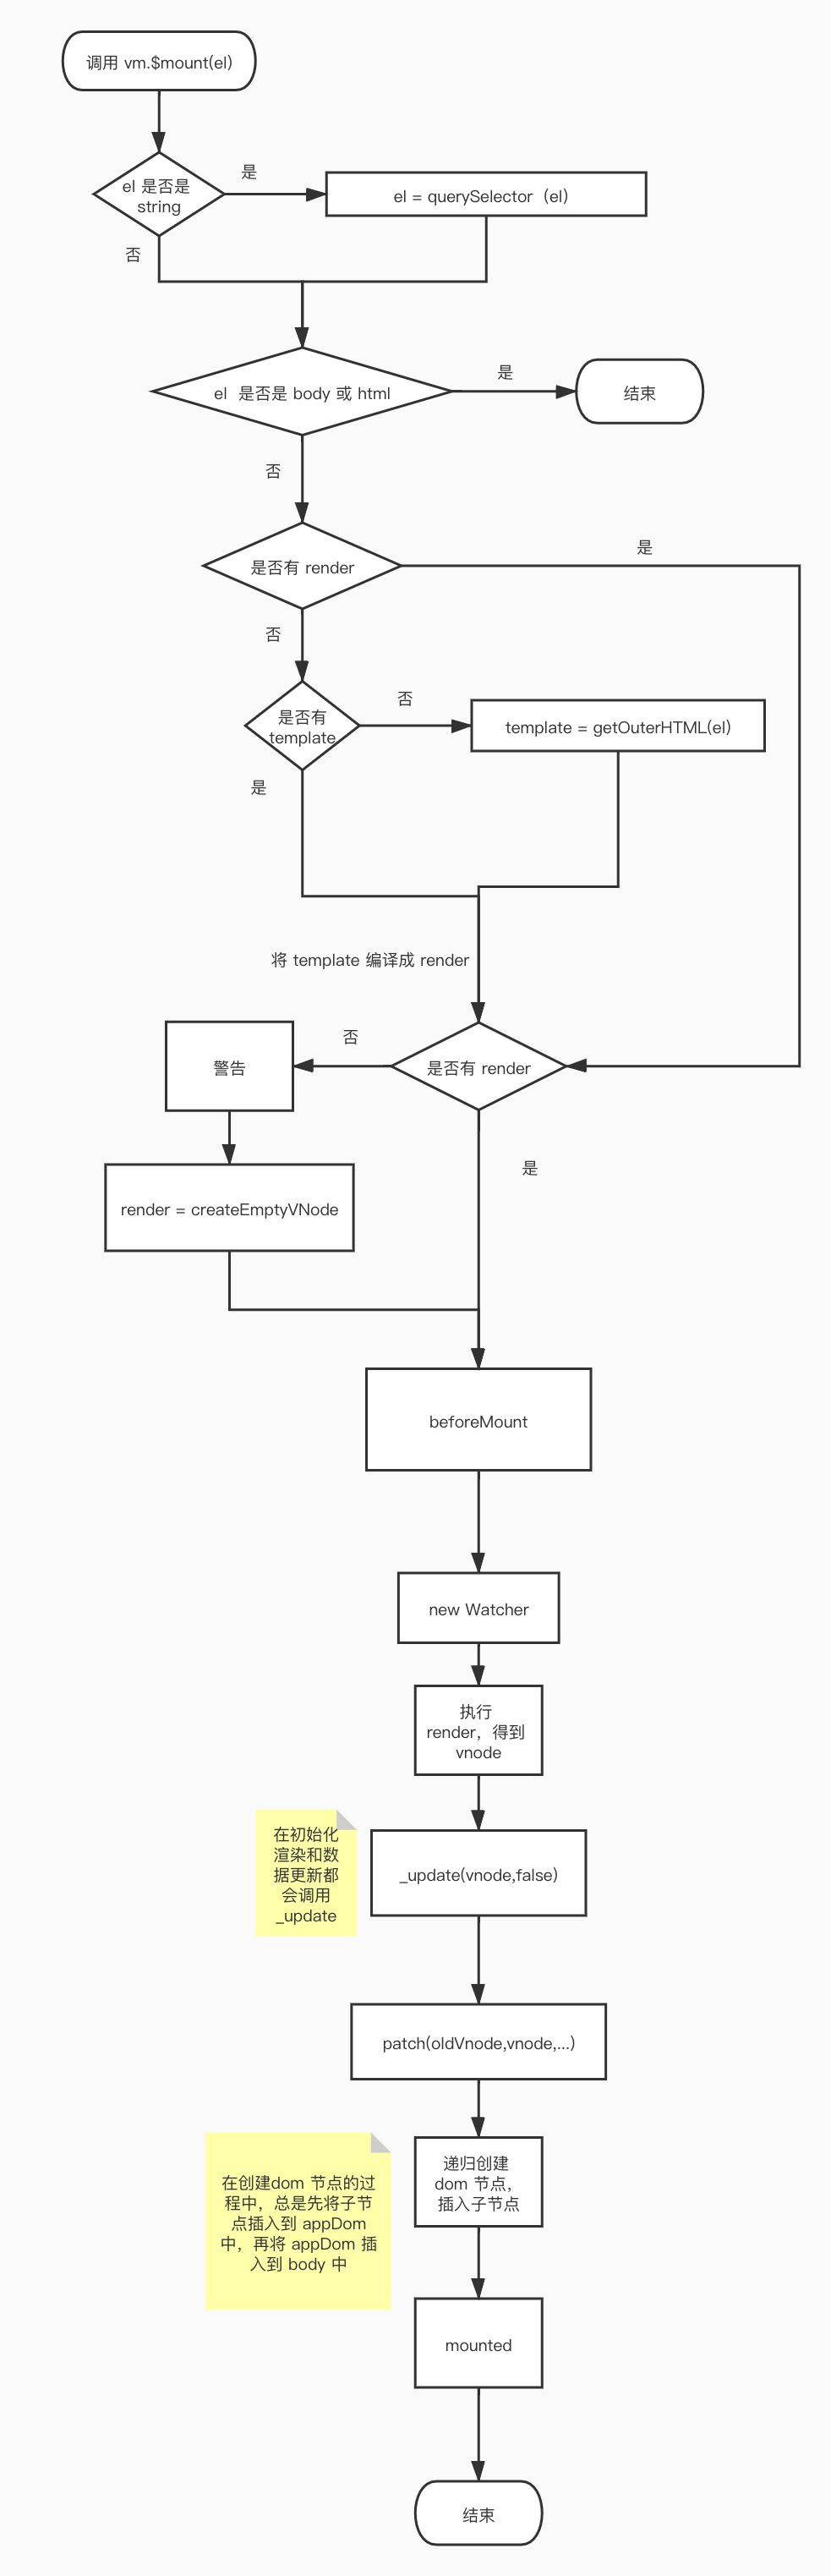 调用 vm.$mount(el)
el 是否是
string
是
el = querySelector（el）
否
el 是否是 body 或 html
是
结束
否
是否有 render
是
否
是否有
template
否
template = getOuterHTML(el)
是
将 template 编译成 render
是否有 render
否
警告
是
render = createEmptyVNode
beforeMount
new Watcher
执行
render，得到
vnode
在初始化
渲染和数
据更新都
会调用
_update
_update(vnode,false)
patch(oldVnode,vnode,...)
递归创建
dom 节点，
插入子节点
在创建dom 节点的过
程中，总是先将子节
点插入到 appDom
中，再将 appDom 插
入到 body 中
mounted
结束